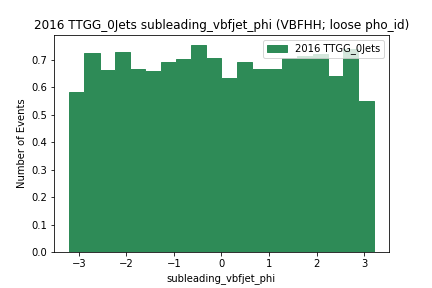 2016 TTGG_0Jets subleading_vbfjet_phi (VBFHH; loose pho_id)
2016 TTGG_0Jets
0.7
0.6
0.5
0.4
0.3
0.2
0.1
0.0
Number of Events
−3 −2 −1 0 1 2 3
subleading_vbfjet_phi